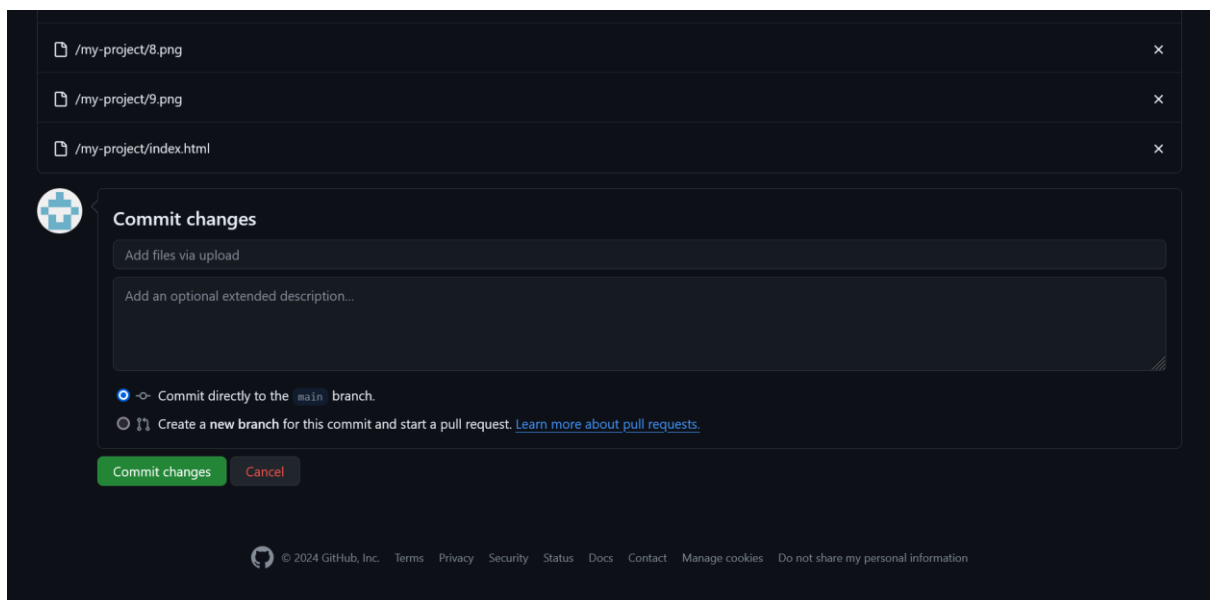 /my-project/8.png
/my-project/9.png
/my-project/index.html
Commit changes
Add files via upload
Add an optional extended description...
Commit directly to the main branch.
Create a new branch for this commit and start a pull request. Learn more about pull requests.
Commit changes Cancel
© 2024 GitHub, Inc. Terms Privacy Security Status Docs Contact Manage cookies Do not share my personal information